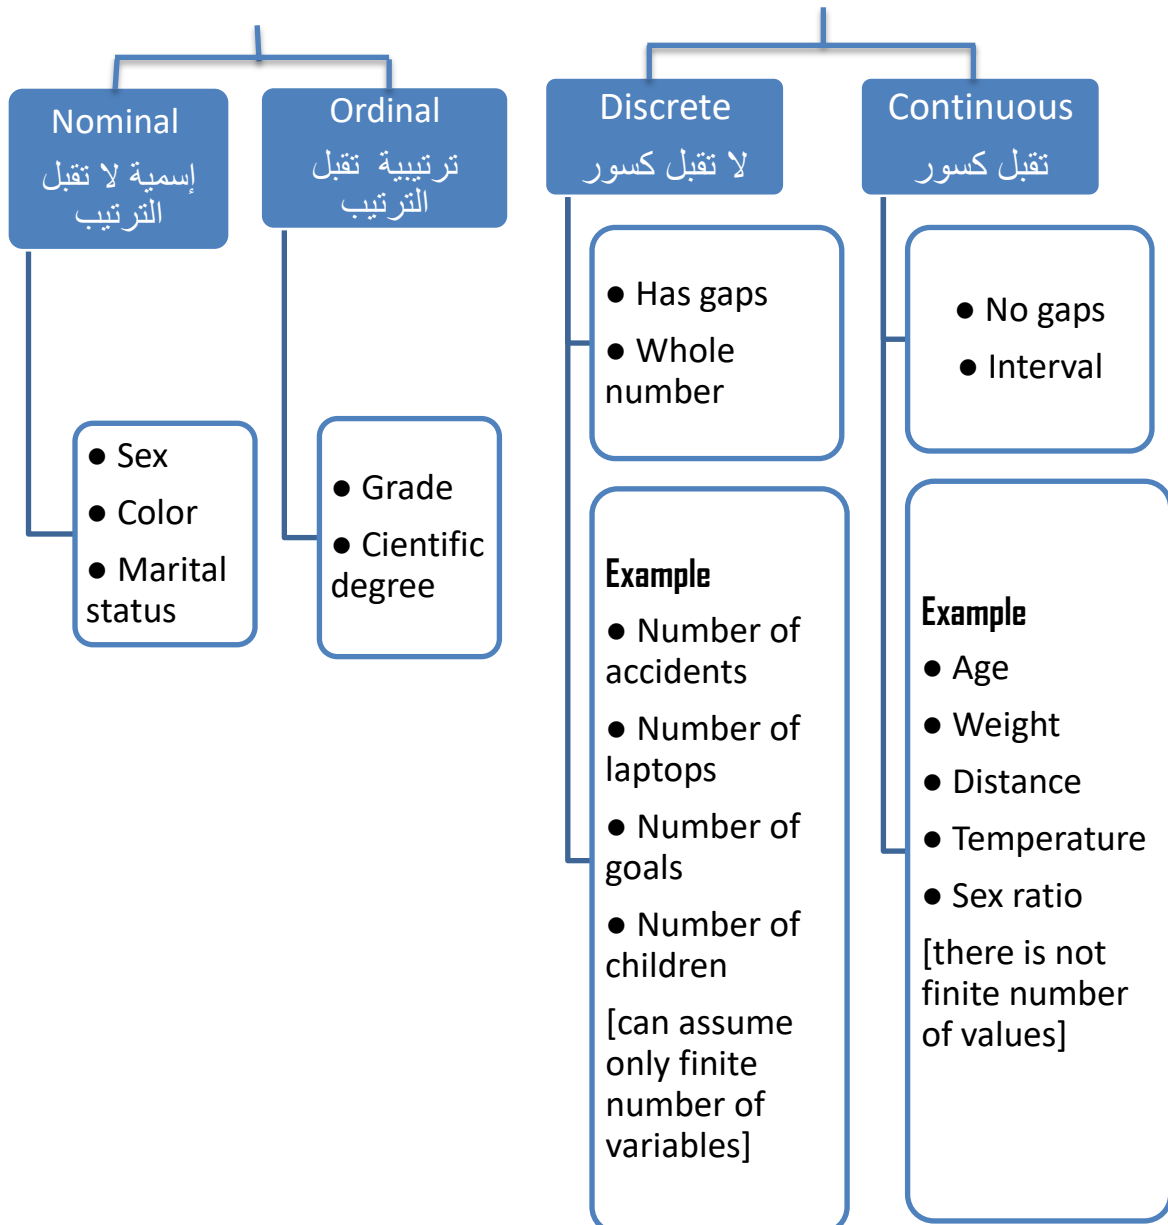 Nominal
إسمية لا تقبل
الترتيب
● Sex
● Color
● Marital
status
Ordinal
ترتيبية تقبل
الترتيب
● Grade
● Cientific
degree
Discrete
لا تقبل كسور
● Has gaps
● Whole
number
Example
● Number of
accidents
● Number of
laptops
● Number of
goals
● Number of
children
[can assume
only finite
number of
variables]
Continuous
تقبل كسور
● No gaps
● Interval
Example
● Age
● Weight
● Distance
● Temperature
● Sex ratio
[there is not
finite number
of values]